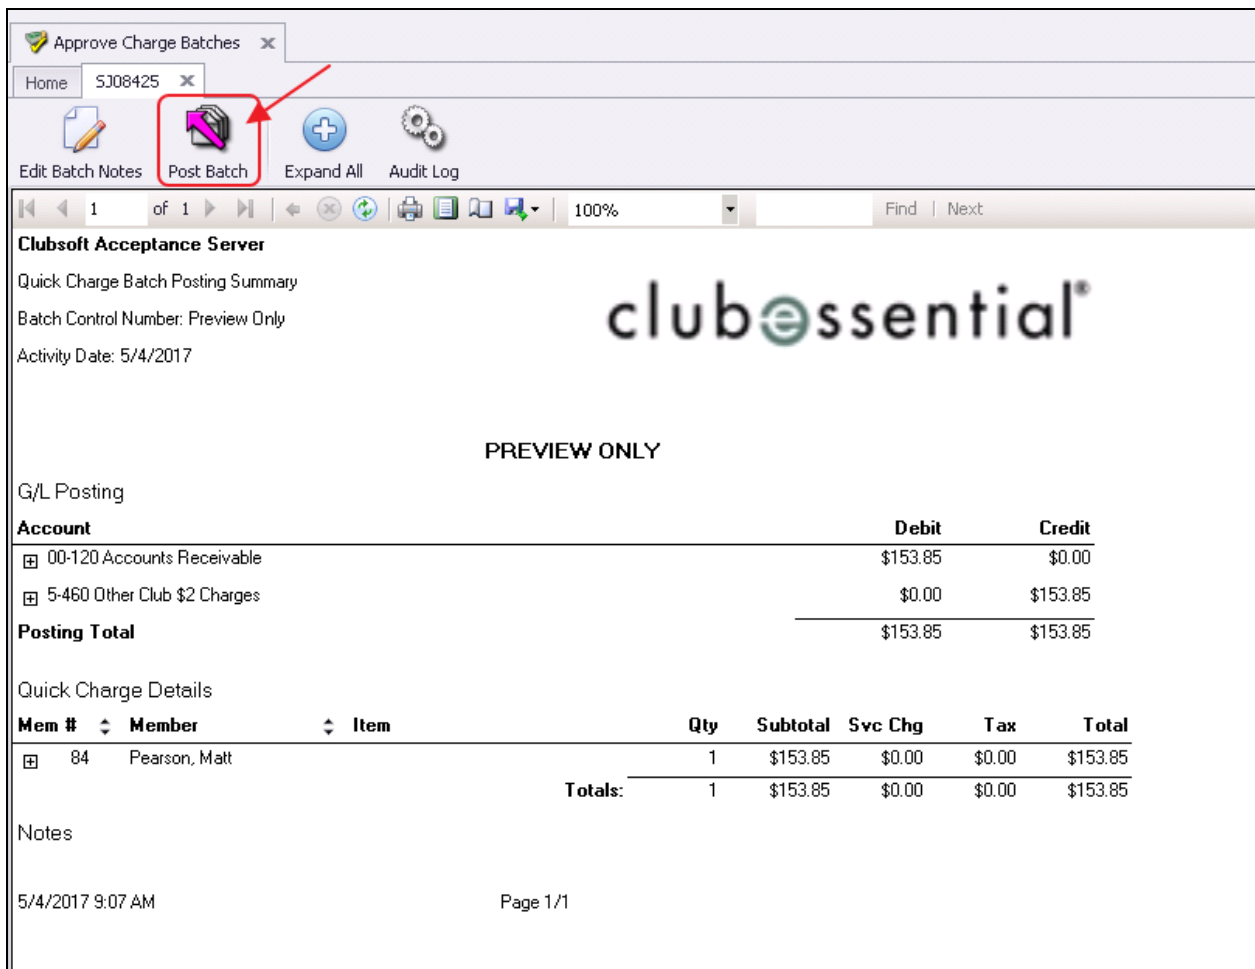 Approve Charge Batches
Home SJ08425
Edit Batch Notes Post Batch Expand All Audit Log
1 of 1 100% Find | Next
Clubsoft Acceptance Server
Quick Charge Batch Posting Summary
clubessential®
Batch Control Number: Preview Only
Activity Date: 5/4/2017
PREVIEW ONLY
G/L Posting
Account Debit Credit
00-120 Accounts Receivable $153.85 $0.00
5-460 Other Club $2 Charges $0.00 $153.85
Posting Total $153.85 $153.85
Quick Charge Details
Mem # Member Item Qty Subtotal Svc Chg Tax Total
84 Pearson, Matt 1 $153.85 $0.00 $0.00 $153.85
Totals: 1 $153.85 $0.00 $0.00 $153.85
Notes
5/4/2017 9:07 AM Page 1/1